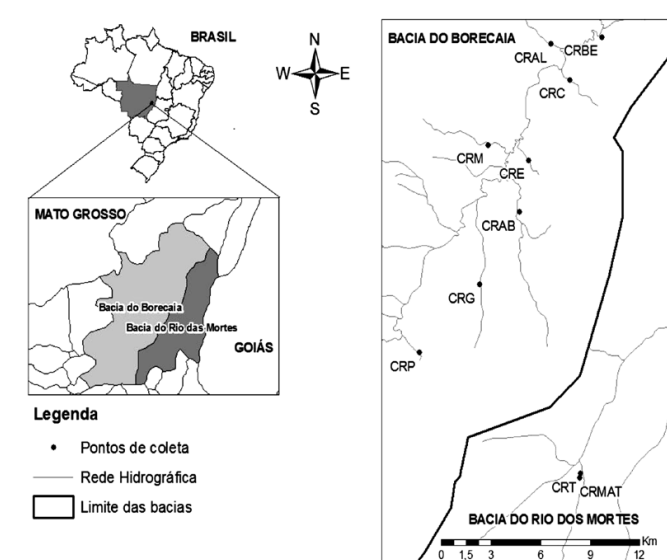 BRASIL
N
W E
S
MATO GROSSO
Bacia do Borecaia
Bacia do Rio das Mortes
GOIÁS
Legenda
Pontos de coleta
Rede Hidrográfica
Limite das bacias
BACIA DO BORECAIA
CRBE
CRAL
CRC
CRM
CRE
CRAB
CRG
CRP
CRT CRMAT
BACIA DO RIO DOS MORTES
Km
0 1,5 3 6 9 12